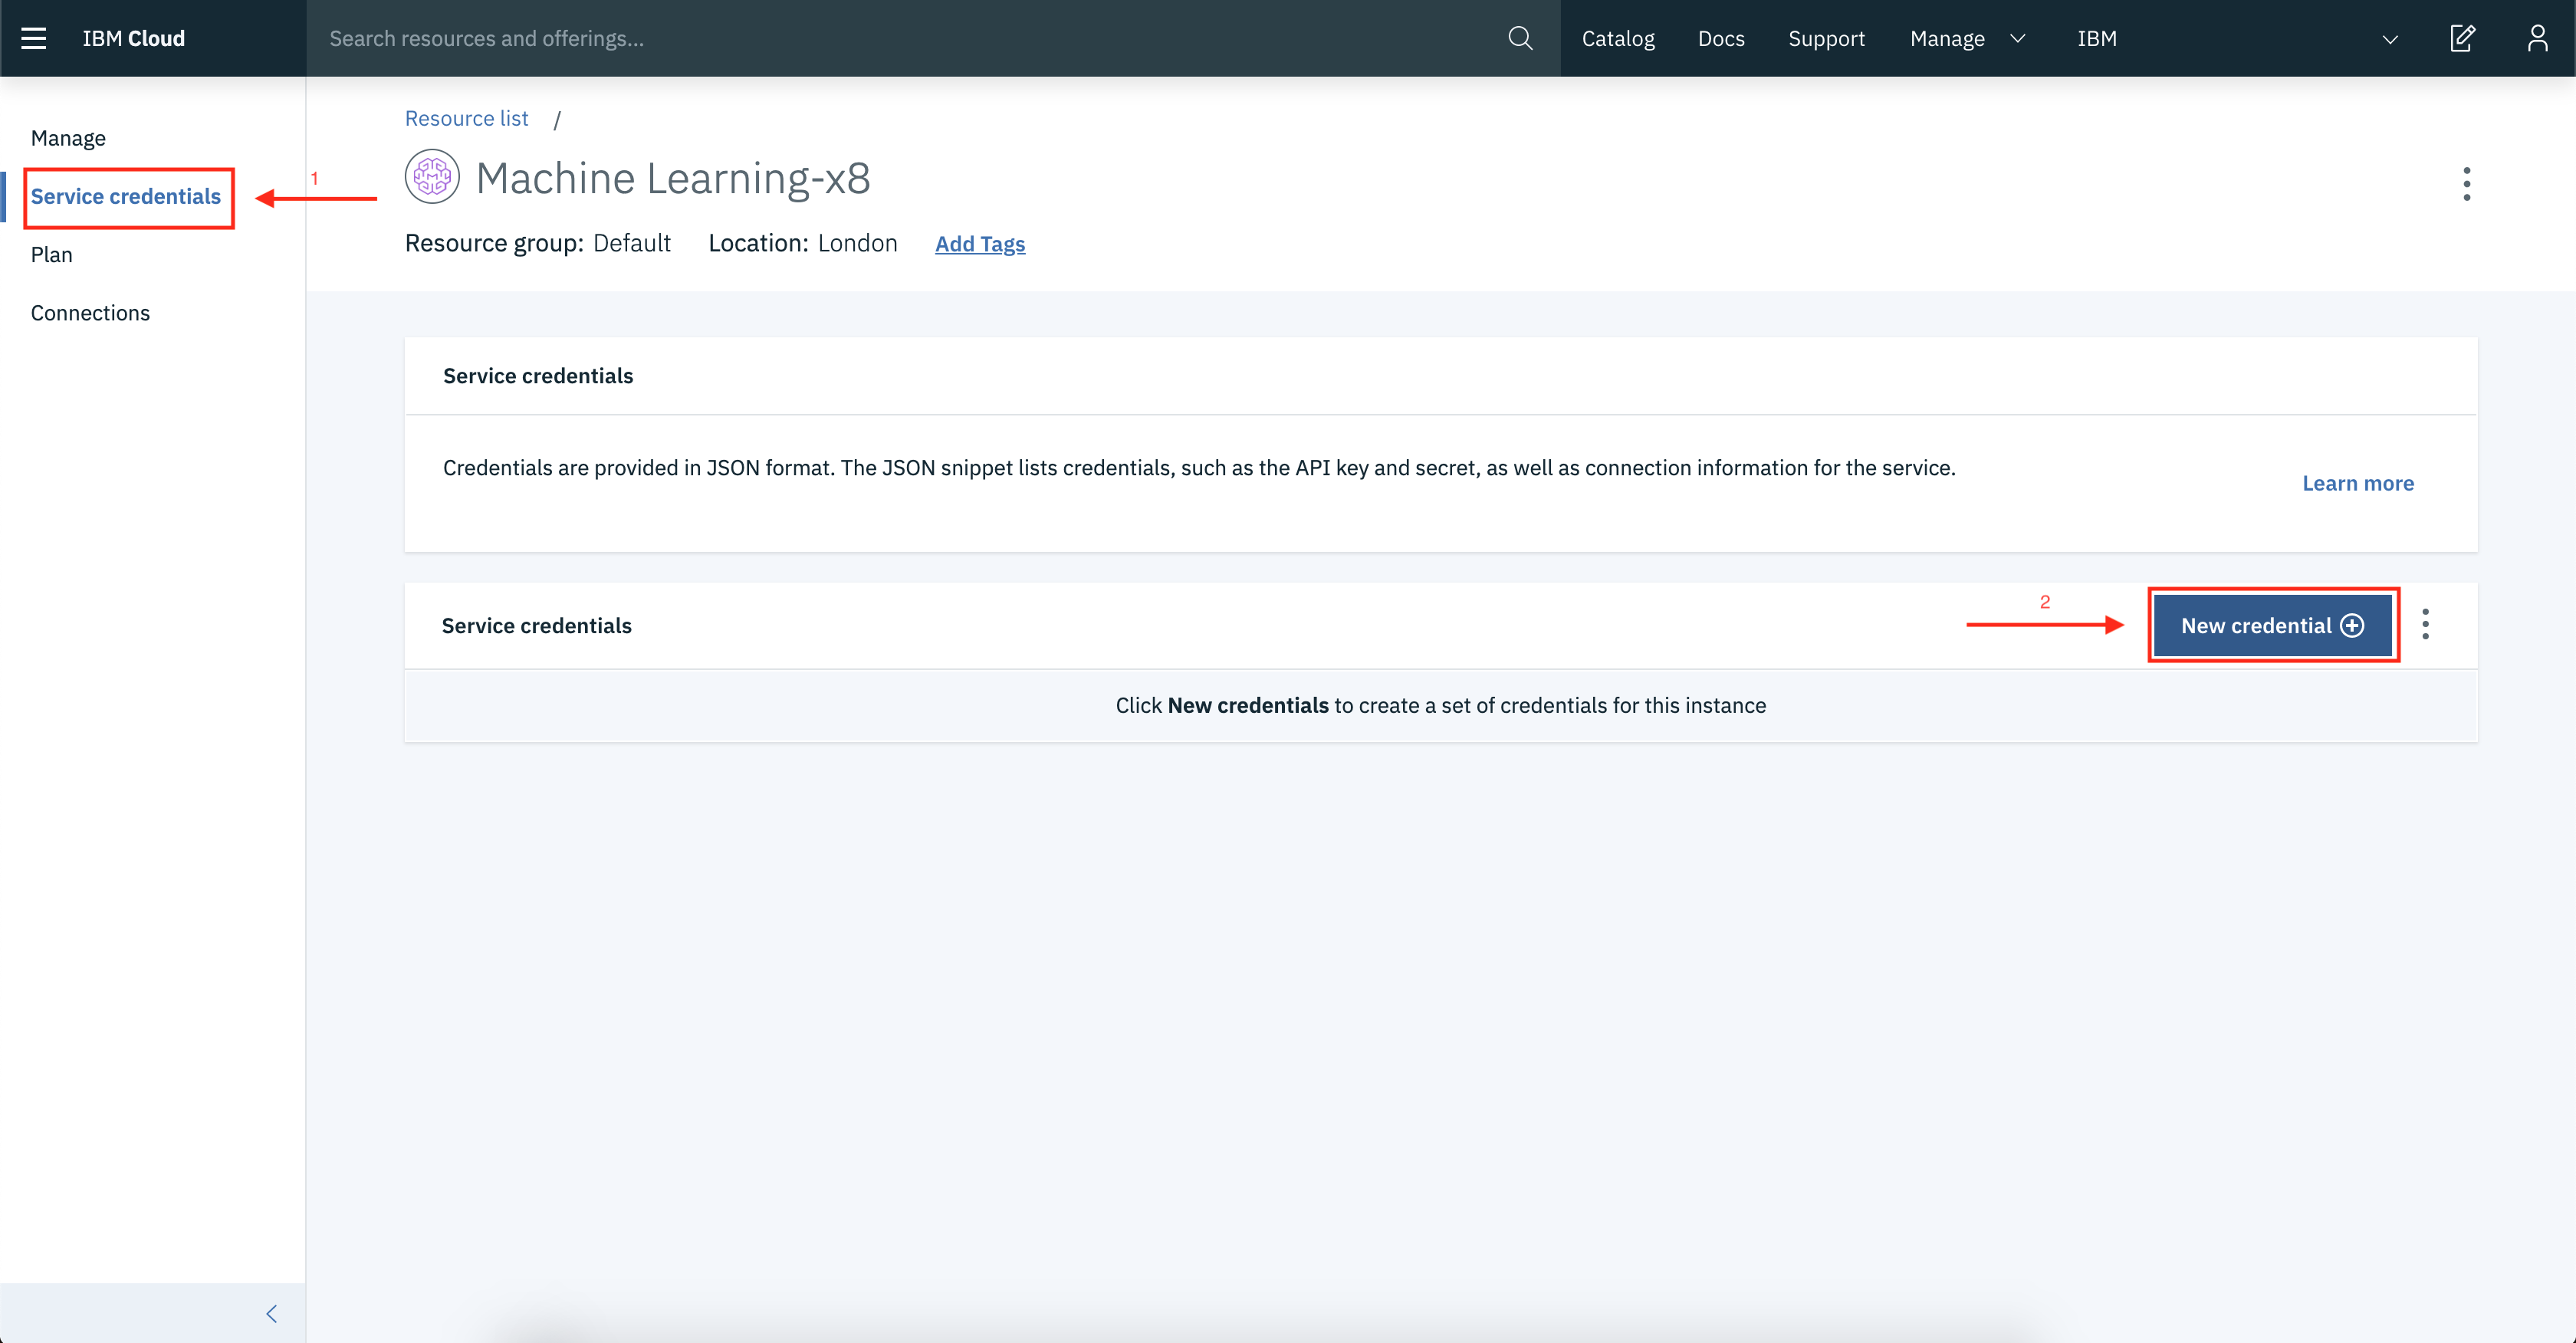 IBM Cloud
Search resources and offerings...
Catalog
Docs
Support
Manage
IBM
Manage
Service credentials
Plan
Connections
1
Resource list /
Machine Learning-x8
Resource group: Default Location: London Add Tags
Service credentials
Credentials are provided in JSON format. The JSON snippet lists credentials, such as the API key and secret, as well as connection information for the service.
Learn more
Service credentials
2
New credential
Click New credentials to create a set of credentials for this instance